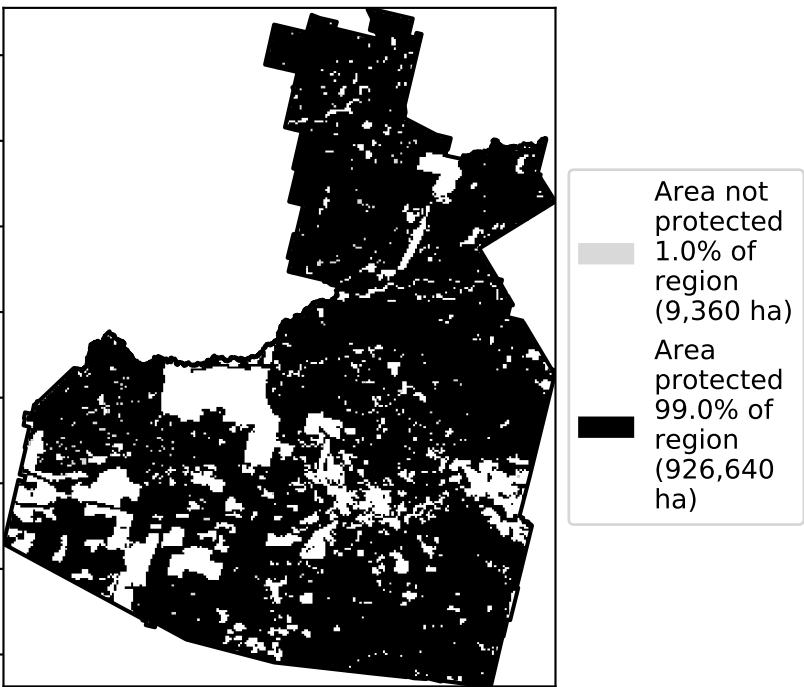 Area not
protected
1.0% of
region
(9,360 ha)
Area
protected
99.0% of
region
(926,640
ha)